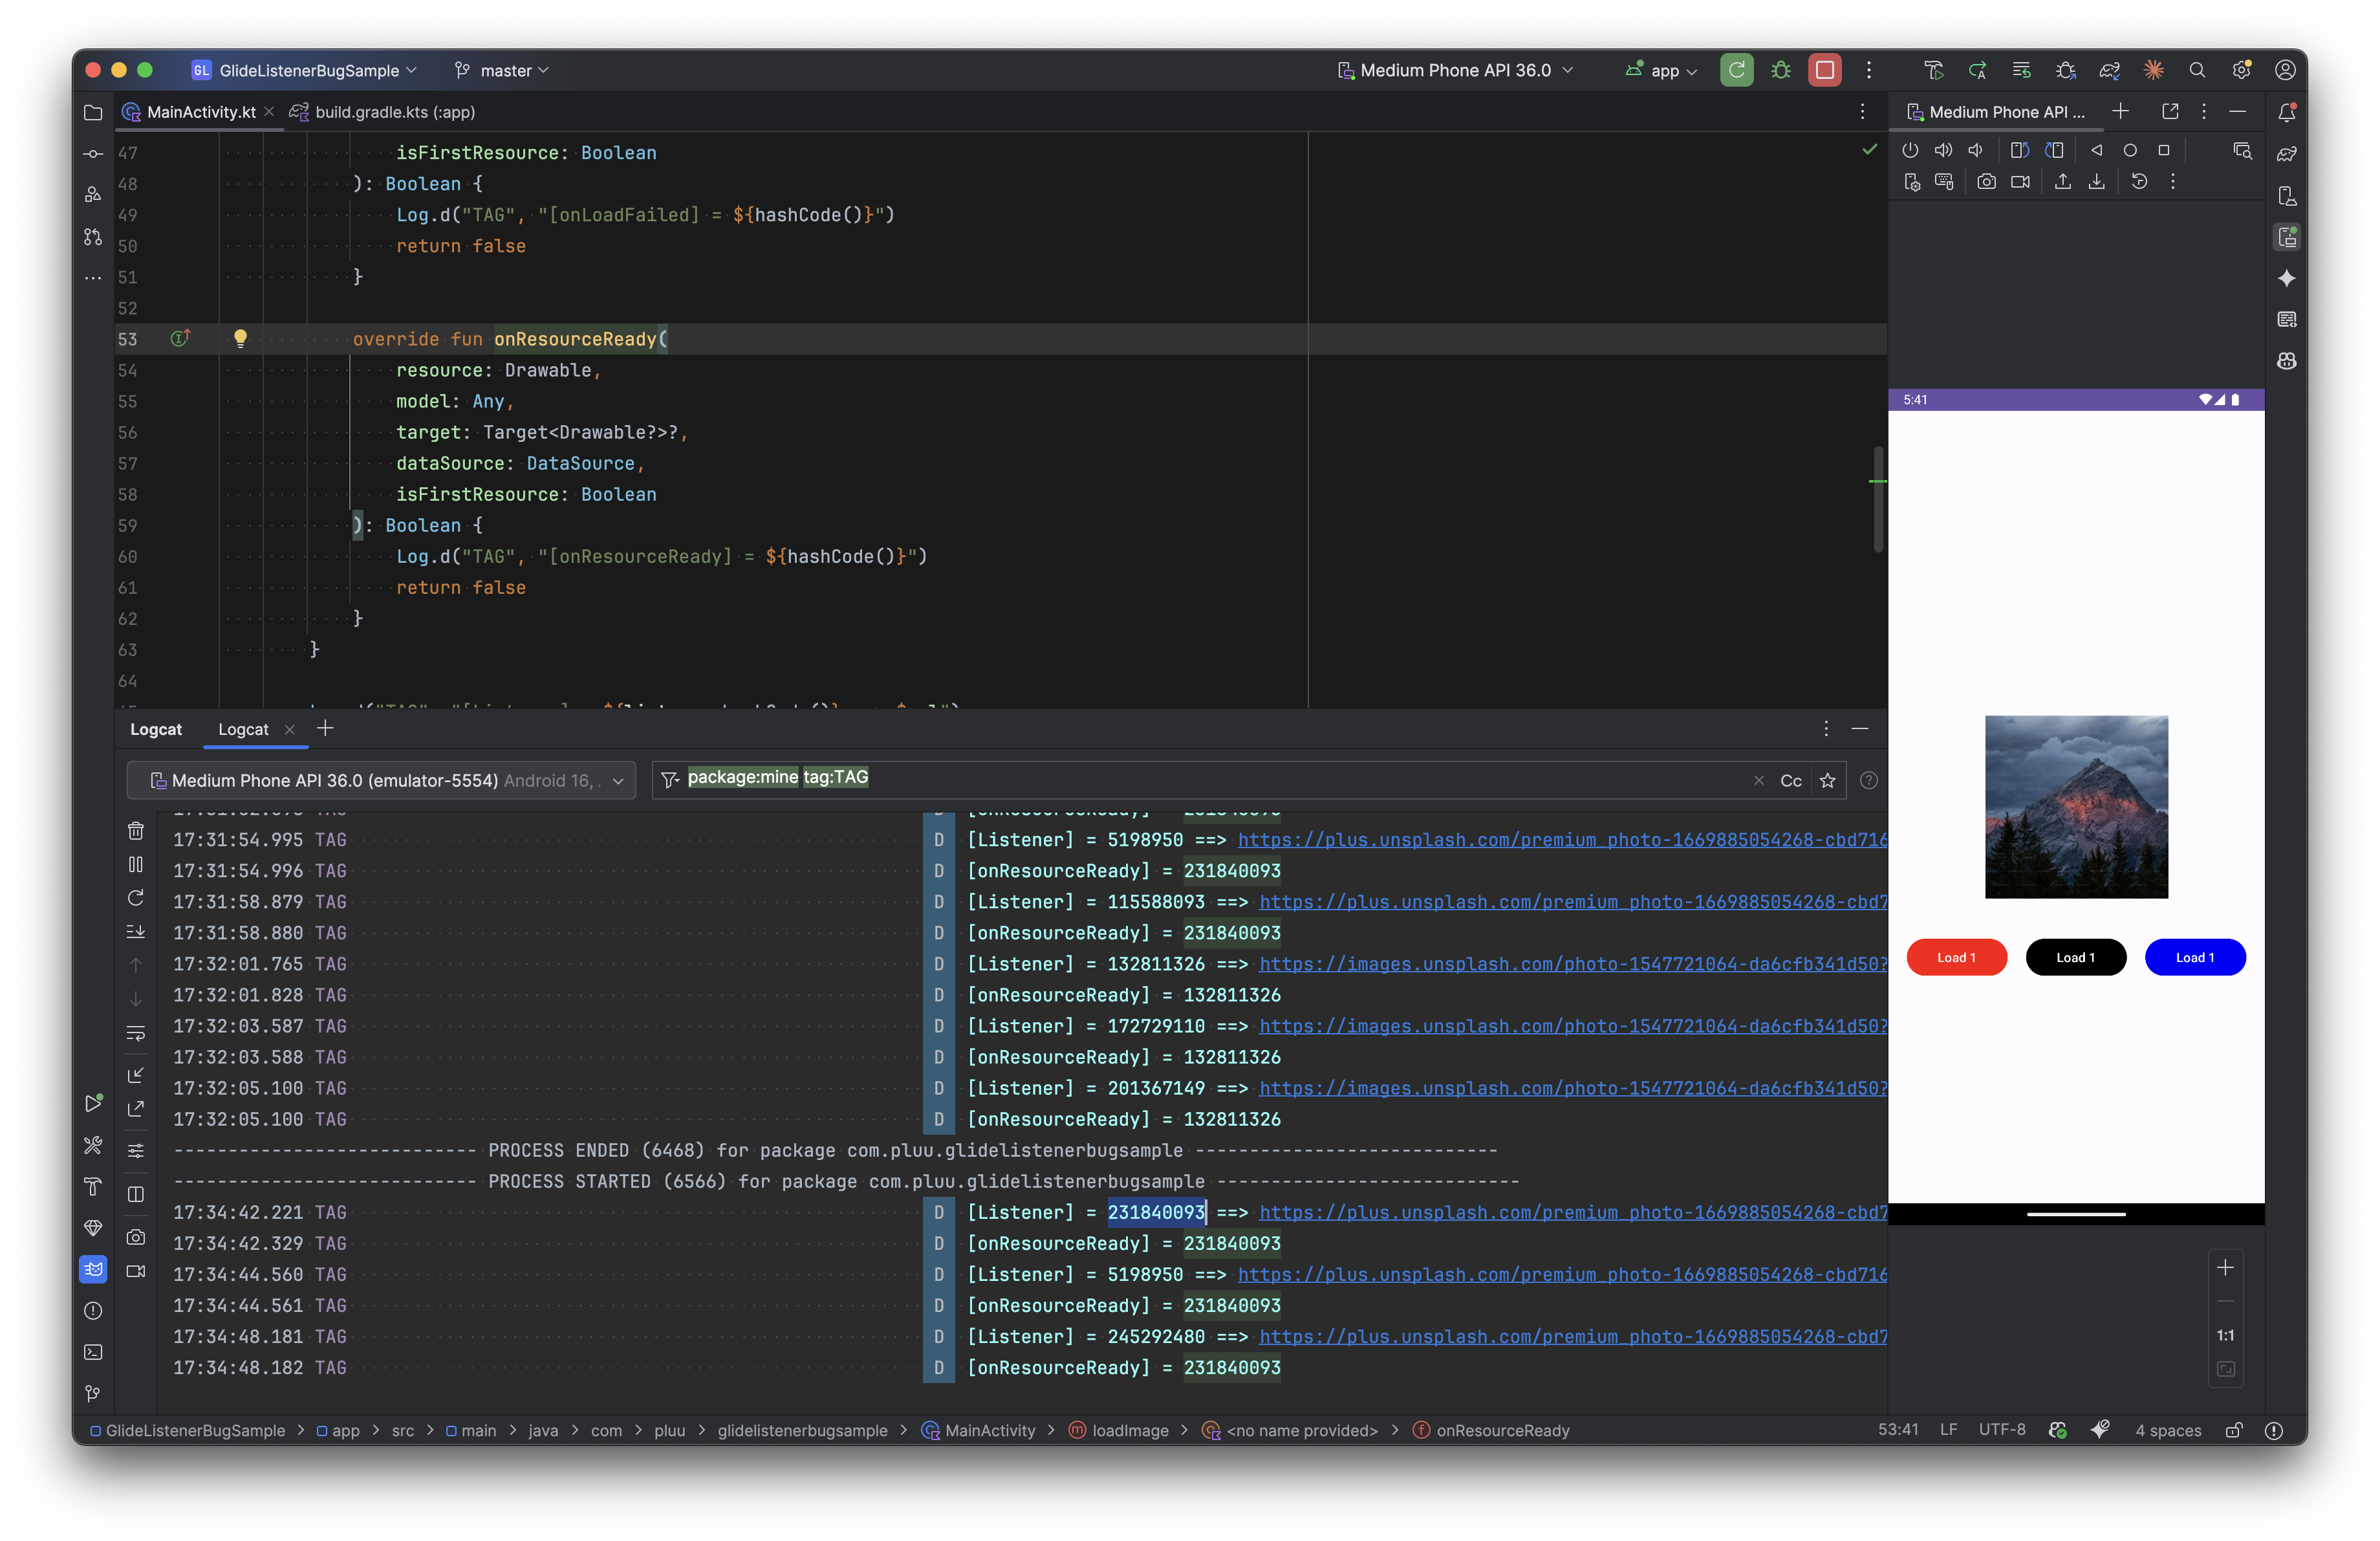 GL GlideListenerBugSample master Medium Phone API 36.0 app
MainActivity.kt build.gradle.kts (:app) Medium Phone API ...
47 isFirstResource: Boolean
48 ): Boolean {
49 Log.d("TAG", "[onLoadFailed] = ${hashCode()}")
50 return false
51 }
52
53 override fun onResourceReady(
54 resource: Drawable,
55 model: Any,
56 target: Target<Drawable?>?,
57 dataSource: DataSource,
58 isFirstResource: Boolean
59 ): Boolean {
60 Log.d("TAG", "[onResourceReady] = ${hashCode()}")
61 return false
62 }
63 }
64
Logcat Logcat
Medium Phone API 36.0 (emulator-5554) Android 16, . package:mine tag:TAG Cc
17:31:54.995 TAG D [Listener] = 5198950 ==> https://plus.unsplash.com/premium_photo-1669885054268-cbd716
17:31:54.996 TAG D [onResourceReady] = 231840093
17:31:58.879 TAG D [Listener] = 115588093 ==> https://plus.unsplash.com/premium_photo-1669885054268-cbd7
17:31:58.880 TAG D [onResourceReady] = 231840093
17:32:01.765 TAG D [Listener] = 132811326 ==> https://images.unsplash.com/photo-1547721064-da6cfb341d50?
17:32:01.828 TAG D [onResourceReady] = 132811326
17:32:03.587 TAG D [Listener] = 172729110 ==> https://images.unsplash.com/photo-1547721064-da6cfb341d50?
17:32:03.588 TAG D [onResourceReady] = 132811326
17:32:05.100 TAG D [Listener] = 201367149 ==> https://images.unsplash.com/photo-1547721064-da6cfb341d50?
17:32:05.100 TAG D [onResourceReady] = 132811326
---------------------------- PROCESS ENDED (6468) for package com.pluu.glidelistenerbugsample ----------------------------
---------------------------- PROCESS STARTED (6566) for package com.pluu.glidelistenerbugsample ----------------------------
17:34:42.221 TAG D [Listener] = 231840093 ==> https://plus.unsplash.com/premium_photo-1669885054268-cbd7
17:34:42.329 TAG D [onResourceReady] = 231840093
17:34:44.560 TAG D [Listener] = 5198950 ==> https://plus.unsplash.com/premium_photo-1669885054268-cbd716
17:34:44.561 TAG D [onResourceReady] = 231840093
17:34:48.181 TAG D [Listener] = 245292480 ==> https://plus.unsplash.com/premium_photo-1669885054268-cbd7
17:34:48.182 TAG D [onResourceReady] = 231840093
5:41
Load 1 Load 1 Load 1
1:1
GlideListenerBugSample > app > src > main > java > com > pluu > glidelistenerbugsample > MainActivity > loadImage > <no name provided> > onResourceReady 53:41 LF UTF-8 4 spaces